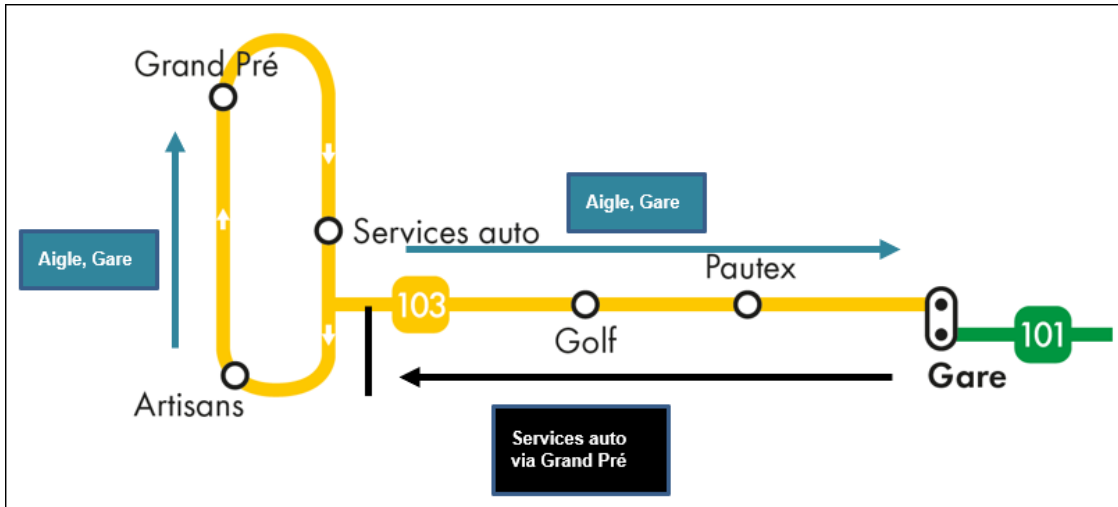 Grand Pré
Aigle, Gare
Services auto
Aigle, Gare
Pautex
103
Golf
101
Gare
Artisans
Services auto
via Grand Pré